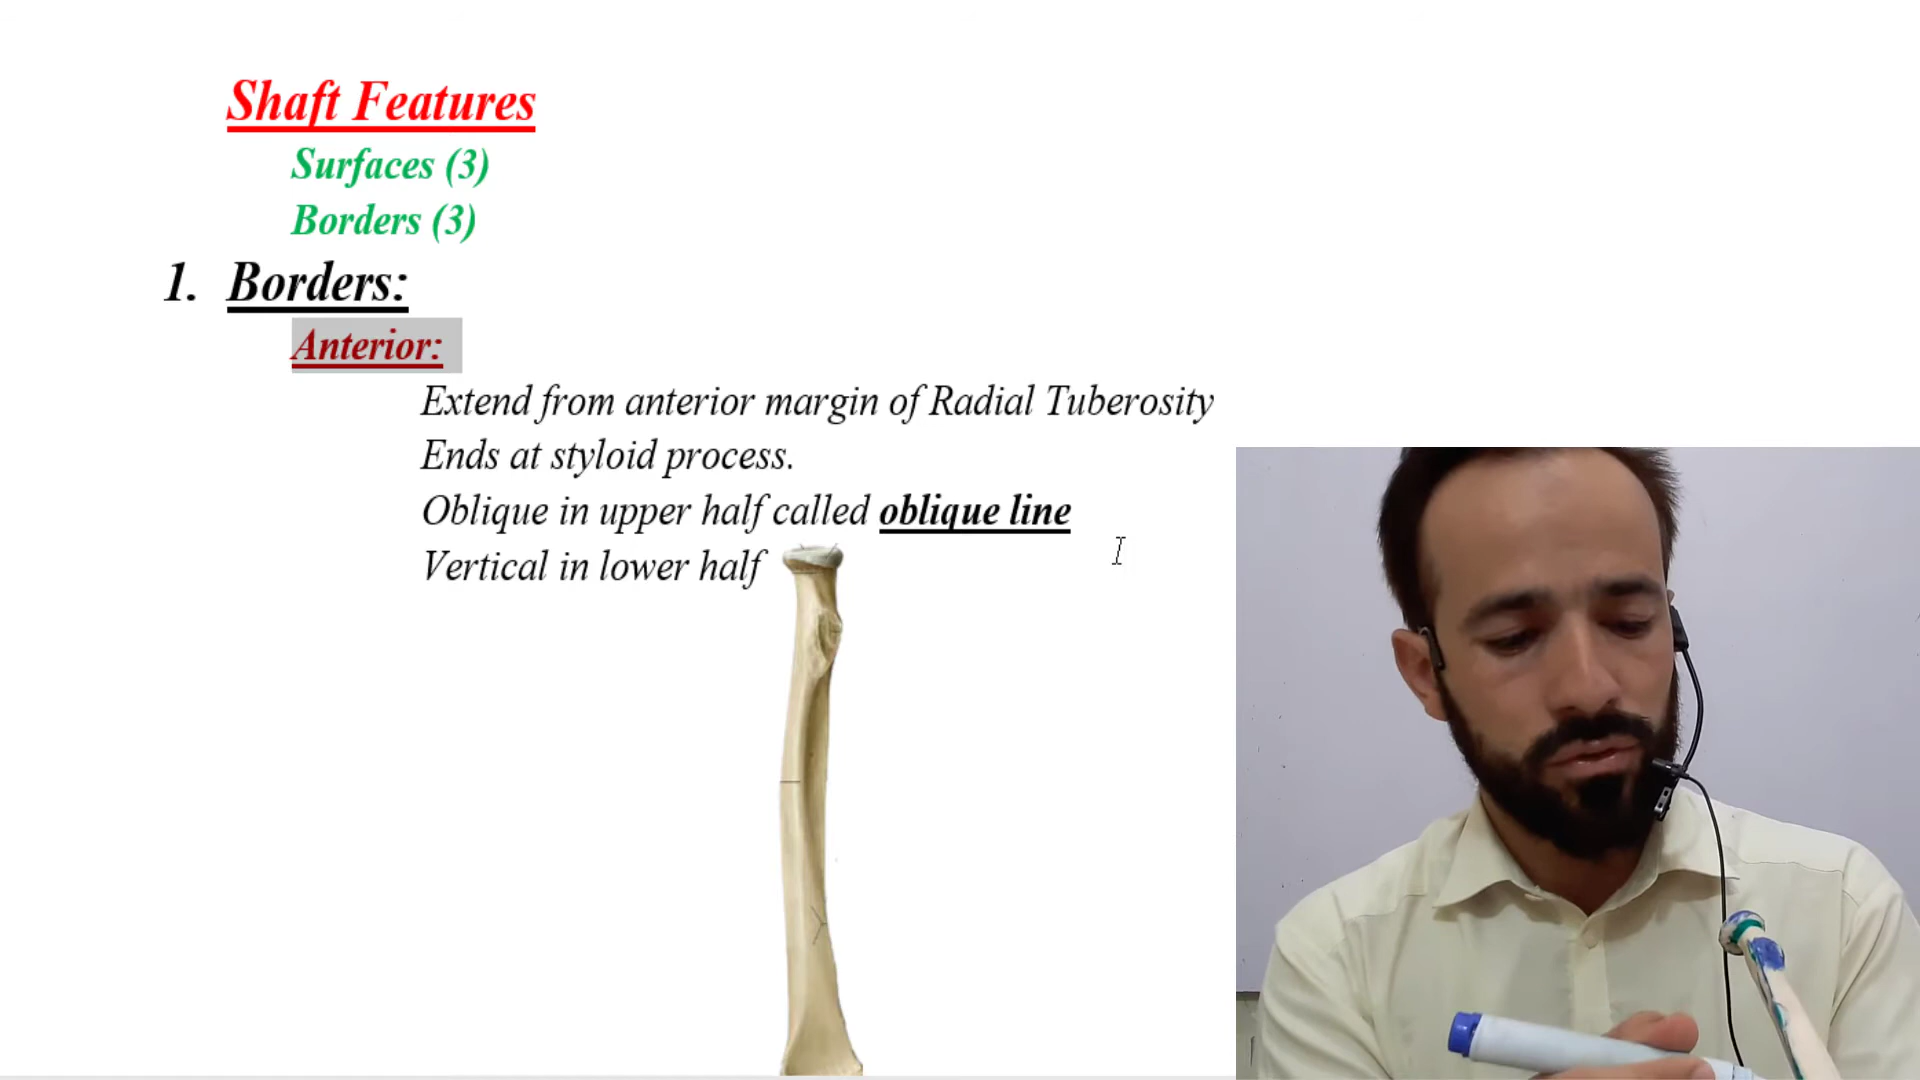 Shaft Features
Surfaces (3)
Borders (3)
1. Borders:
Anterior:
Extend from anterior margin of Radial Tuberosity
Ends at styloid process.
Oblique in upper half called oblique line
Vertical in lower half